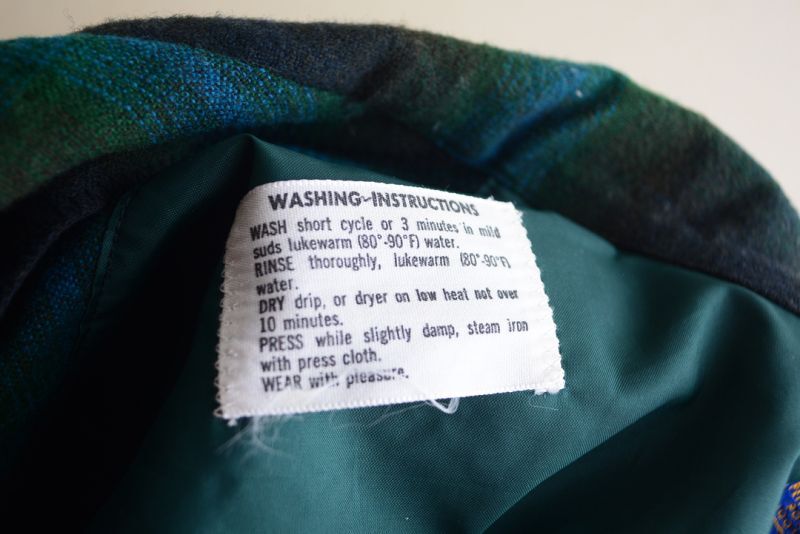 WASHING-INSTRUCTIONS
WASH short cycle or 3 minutes in mild
suds lukewarm (80°-90°F) water.
RINSE thoroughly, lukewarm (80°-90°F)
water.
DRY drip, or dryer on low heat not over
10 minutes.
PRESS while slightly damp, steam iron
with press cloth.
WEAR with pleasure.